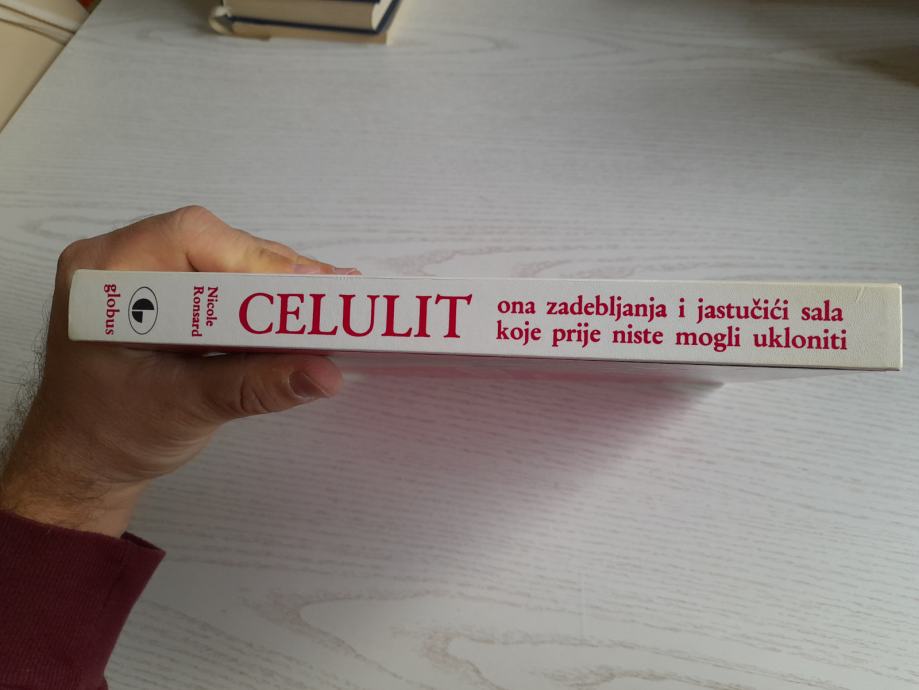 globus
Nicole
Ronsard
CELULIT
ona zadebljanja i jastučići sala
koje prije niste mogli ukloniti